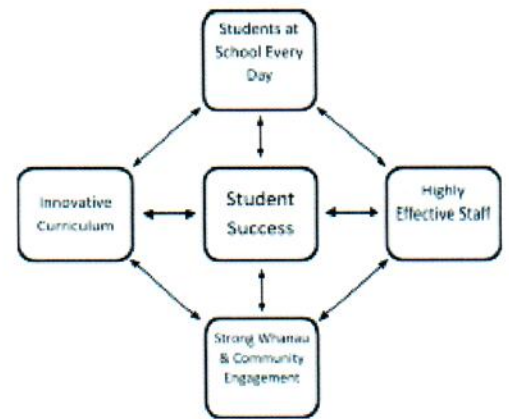 Students at
School Every
Day
Innovative
Curriculum
Student
Success
Highly
Effective Staff
Strong Whanau
& Community
Engagement